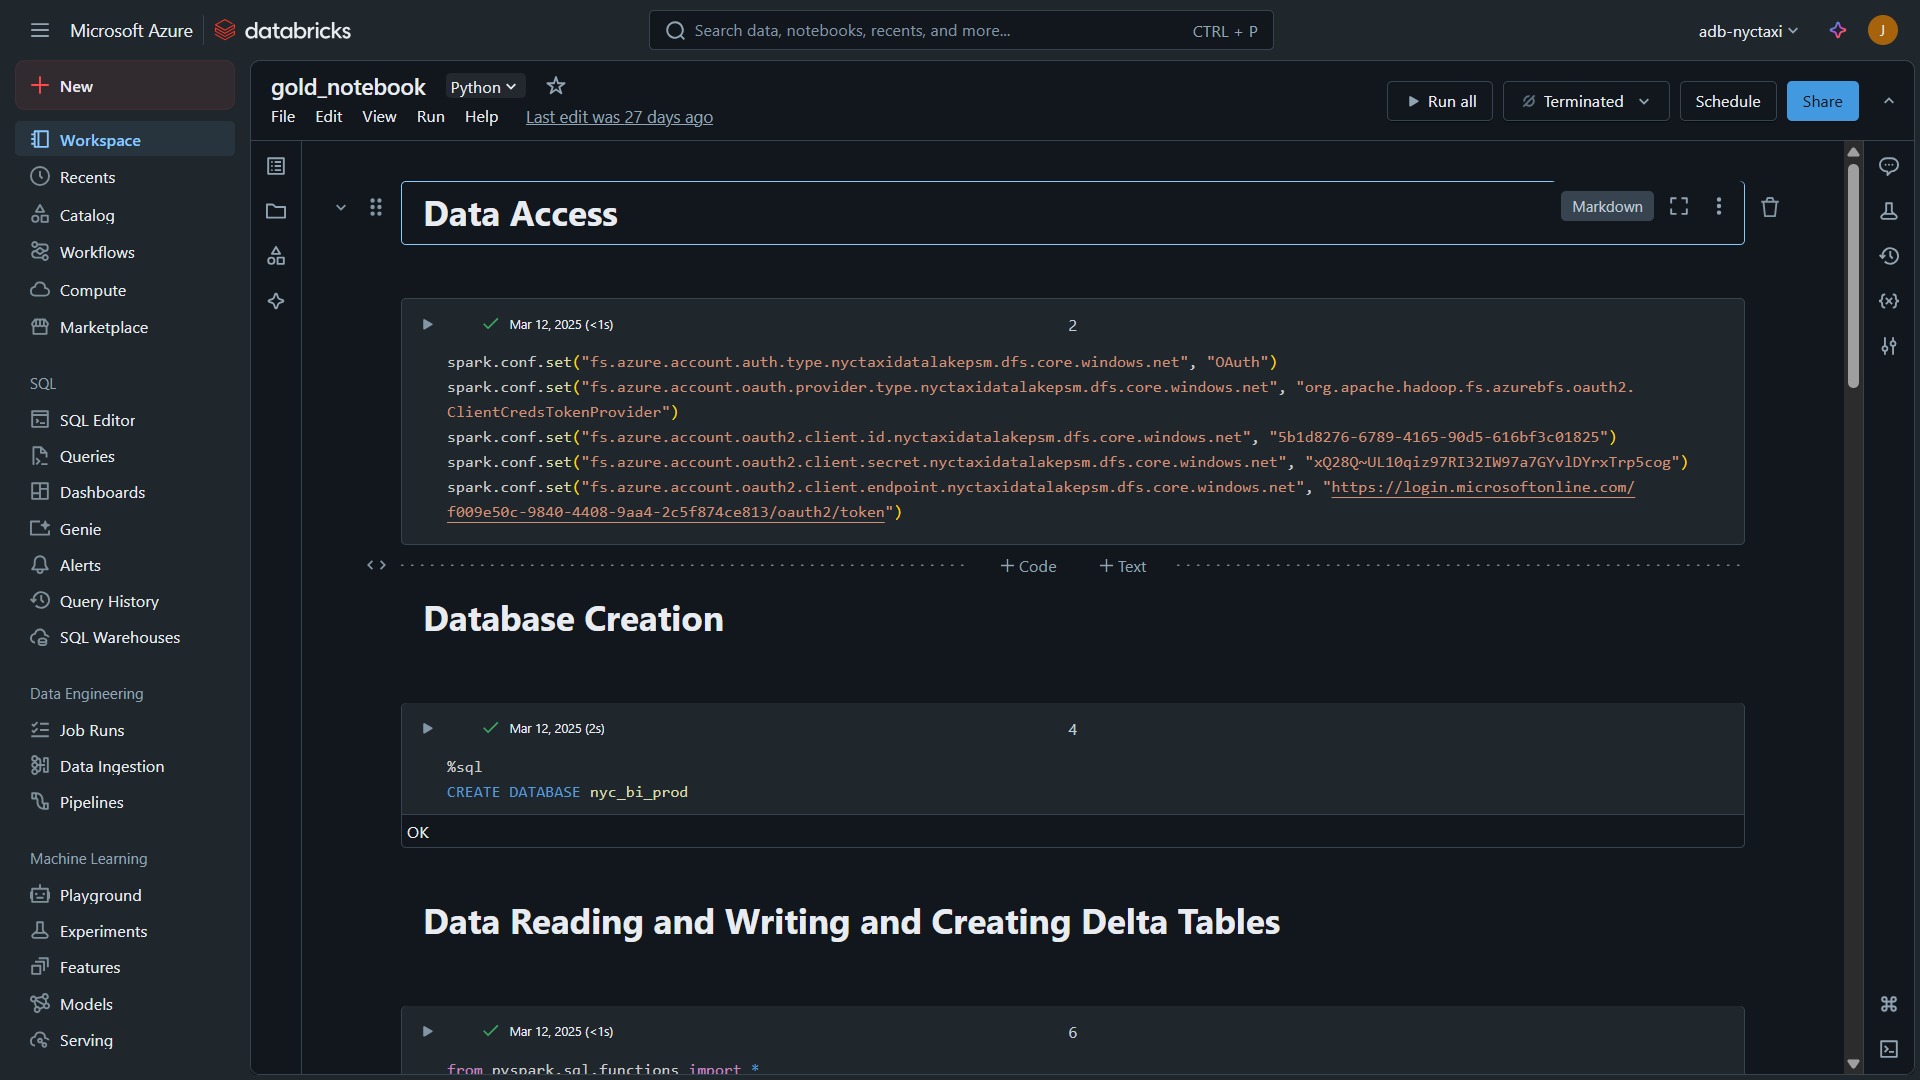 Microsoft Azure
databricks
Search data, notebooks, recents, and more...
CTRL + P
adb-nyctaxi
J
New
Workspace
Recents
Catalog
Workflows
Compute
Marketplace
SQL
SQL Editor
Queries
Dashboards
Genie
Alerts
Query History
SQL Warehouses
Data Engineering
Job Runs
Data Ingestion
Pipelines
Machine Learning
Playground
Experiments
Features
Models
Serving
gold_notebook
Python
File Edit View Run Help Last edit was 27 days ago
Run all
Terminated
Schedule
Share
Data Access
Markdown
Mar 12, 2025 (<1s)
2
spark.conf.set("fs.azure.account.auth.type.nyctaxidatalakepsm.dfs.core.windows.net", "OAuth")
spark.conf.set("fs.azure.account.oauth.provider.type.nyctaxidatalakepsm.dfs.core.windows.net", "org.apache.hadoop.fs.azurebfs.oauth2.
ClientCredsTokenProvider")
spark.conf.set("fs.azure.account.oauth2.client.id.nyctaxidatalakepsm.dfs.core.windows.net", "5b1d8276-6789-4165-90d5-616bf3c01825")
spark.conf.set("fs.azure.account.oauth2.client.secret.nyctaxidatalakepsm.dfs.core.windows.net", "xQ28Q~UL10qiz97RI32IW97a7GYvlDYrxTrp5cog")
spark.conf.set("fs.azure.account.oauth2.client.endpoint.nyctaxidatalakepsm.dfs.core.windows.net", "https://login.microsoftonline.com/
f009e50c-9840-4408-9aa4-2c5f874ce813/oauth2/token")
Code
Text
Database Creation
Mar 12, 2025 (2s)
4
%sql
CREATE DATABASE nyc_bi_prod
OK
Data Reading and Writing and Creating Delta Tables
Mar 12, 2025 (<1s)
6
from pyspark.sql.functions import *